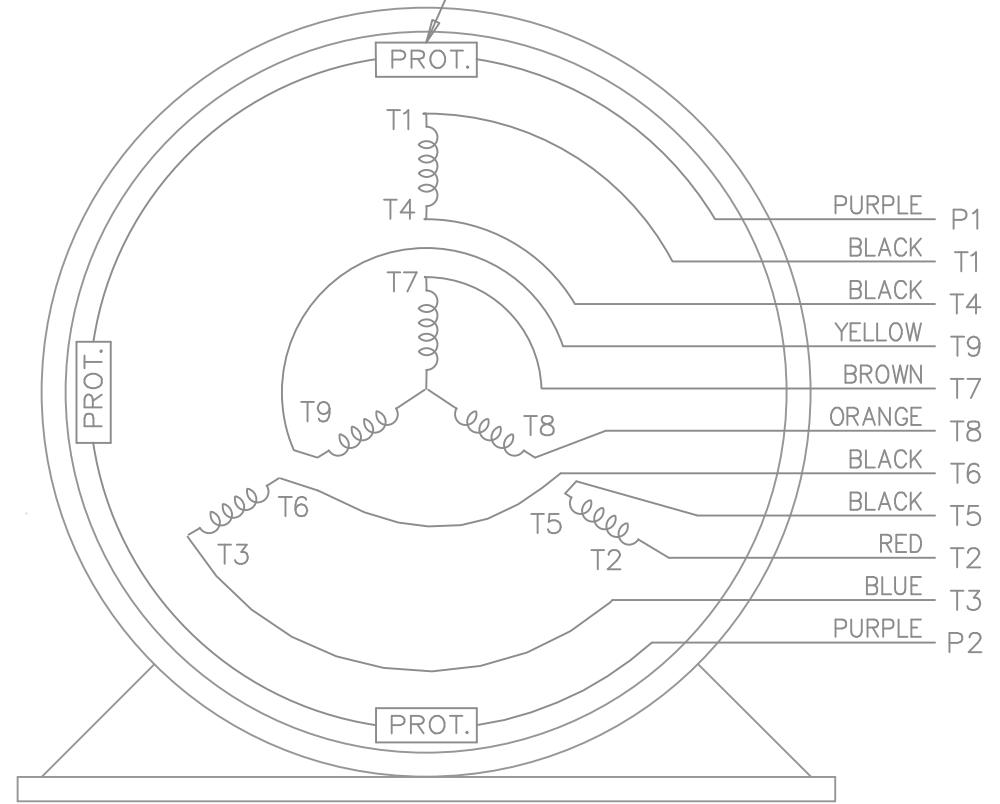 PROT.
T1
T4
T7
T9
T8
T6
T5
T3
T2
PROT.
PROT.
PURPLE P1
BLACK T1
BLACK T4
YELLOW T9
BROWN T7
ORANGE T8
BLACK T6
BLACK T5
RED T2
BLUE T3
PURPLE P2